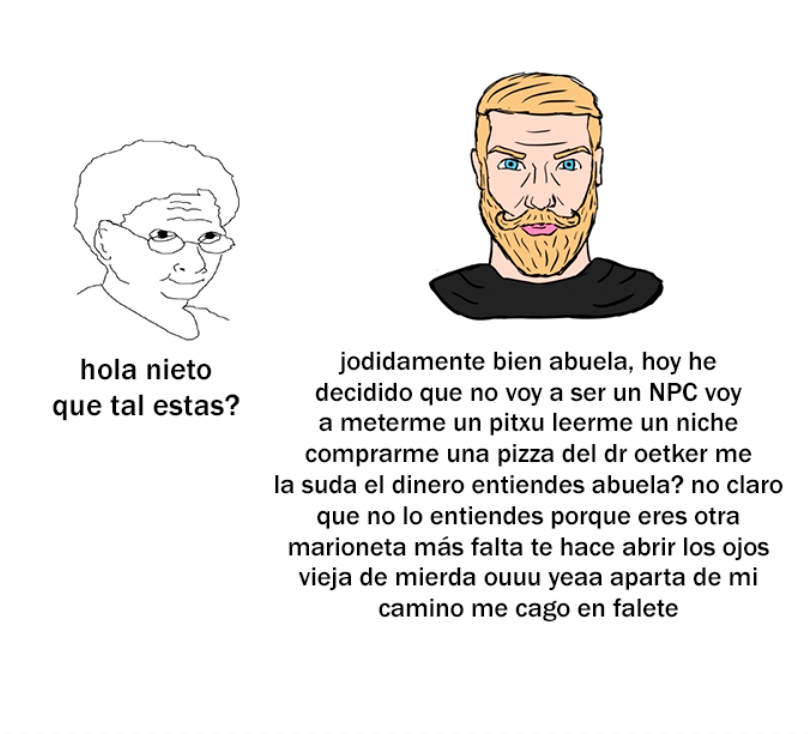 hola nieto
que tal estas?
jodidamente bien abuela, hoy he
decidido que no voy a ser un NPC voy
a meterme un pitxu leerme un niche
comprarme una pizza del dr oetker me
la suda el dinero entiendes abuela? no claro
que no lo entiendes porque eres otra
marioneta más falta te hace abrir los ojos
vieja de mierda ouuu yeaa aparta de mi
camino me cago en falete